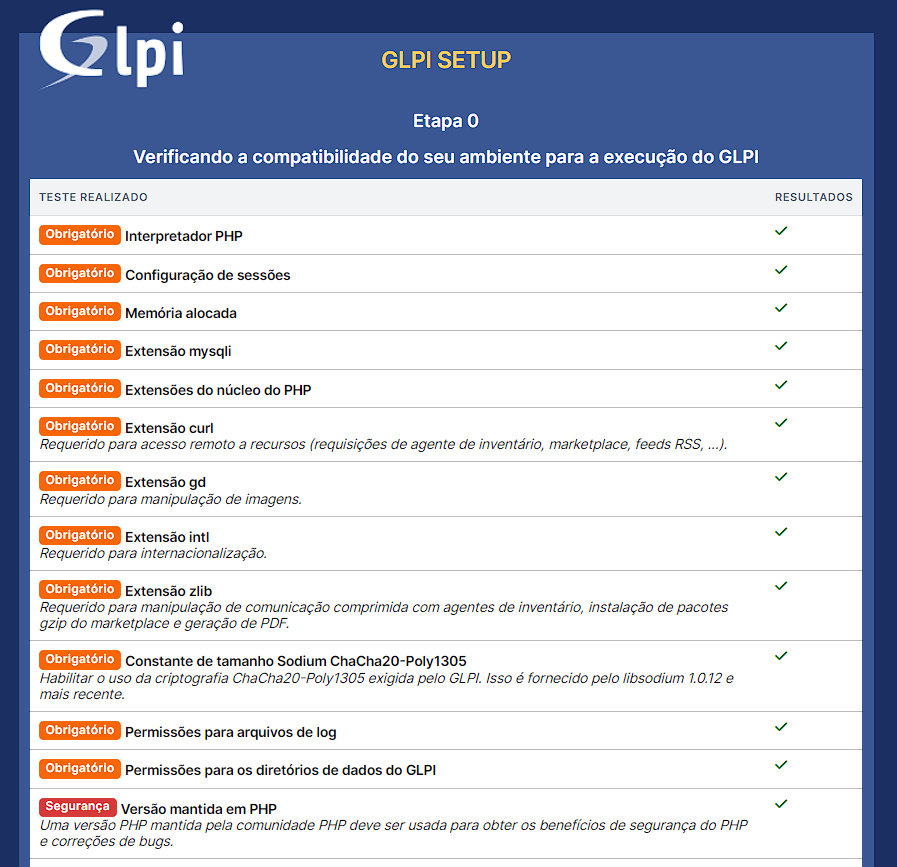 Glpi
GLPI SETUP
Etapa 0
Verificando a compatibilidade do seu ambiente para a execução do GLPI
TESTE REALIZADO RESULTADOS
Obrigatório Interpretador PHP
Obrigatório Configuração de sessões
Obrigatório Memória alocada
Obrigatório Extensão mysqli
Obrigatório Extensões do núcleo do PHP
Obrigatório Extensão curl
Requerido para acesso remoto a recursos (requisições de agente de inventário, marketplace, feeds RSS, ...).
Obrigatório Extensão gd
Requerido para manipulação de imagens.
Obrigatório Extensão intl
Requerido para internacionalização.
Obrigatório Extensão zlib
Requerido para manipulação de comunicação comprimida com agentes de inventário, instalação de pacotes
gzip do marketplace e geração de PDF.
Obrigatório Constante de tamanho Sodium ChaCha20-Poly1305
Habilitar o uso da criptografia ChaCha20-Poly1305 exigida pelo GLPI. Isso é fornecido pelo libsodium 1.0.12 e
mais recente.
Obrigatório Permissões para arquivos de log
Obrigatório Permissões para os diretórios de dados do GLPI
Segurança Versão mantida em PHP
Uma versão PHP mantida pela comunidade PHP deve ser usada para obter os benefícios de segurança do PHP
e correções de bugs.